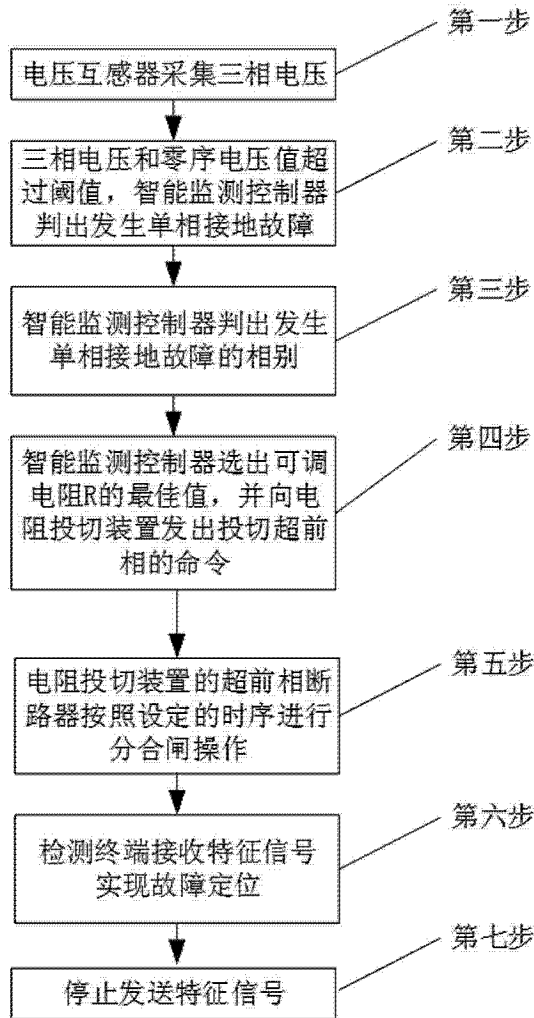 第一步
电压互感器采集三相电压
第二步
三相电压和零序电压值超
过阈值，智能监测控制器
判出发生单相接地故障
第三步
智能监测控制器判出发生
单相接地故障的相别
第四步
智能监测控制器选出可调
电阻R的最佳值，并向电
阻投切装置发出投切超前
相的命令
第五步
电阻投切装置的超前相断
路器按照设定的时序进行
分合闸操作
第六步
检测终端接收特征信号
实现故障定位
第七步
停止发送特征信号